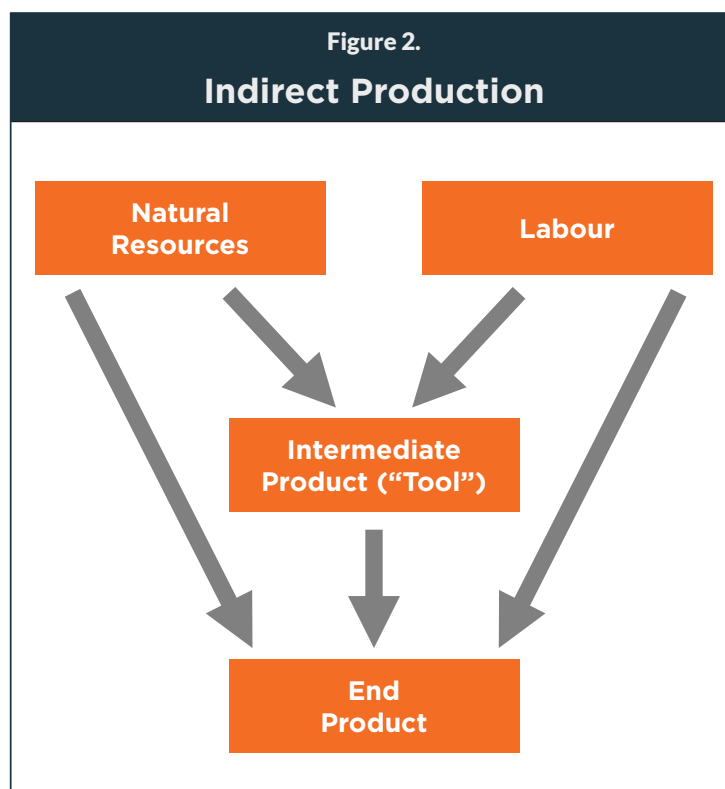 Figure 2.
Indirect Production
Natural
Resources
Labour
Intermediate
Product (“Tool”)
End
Product